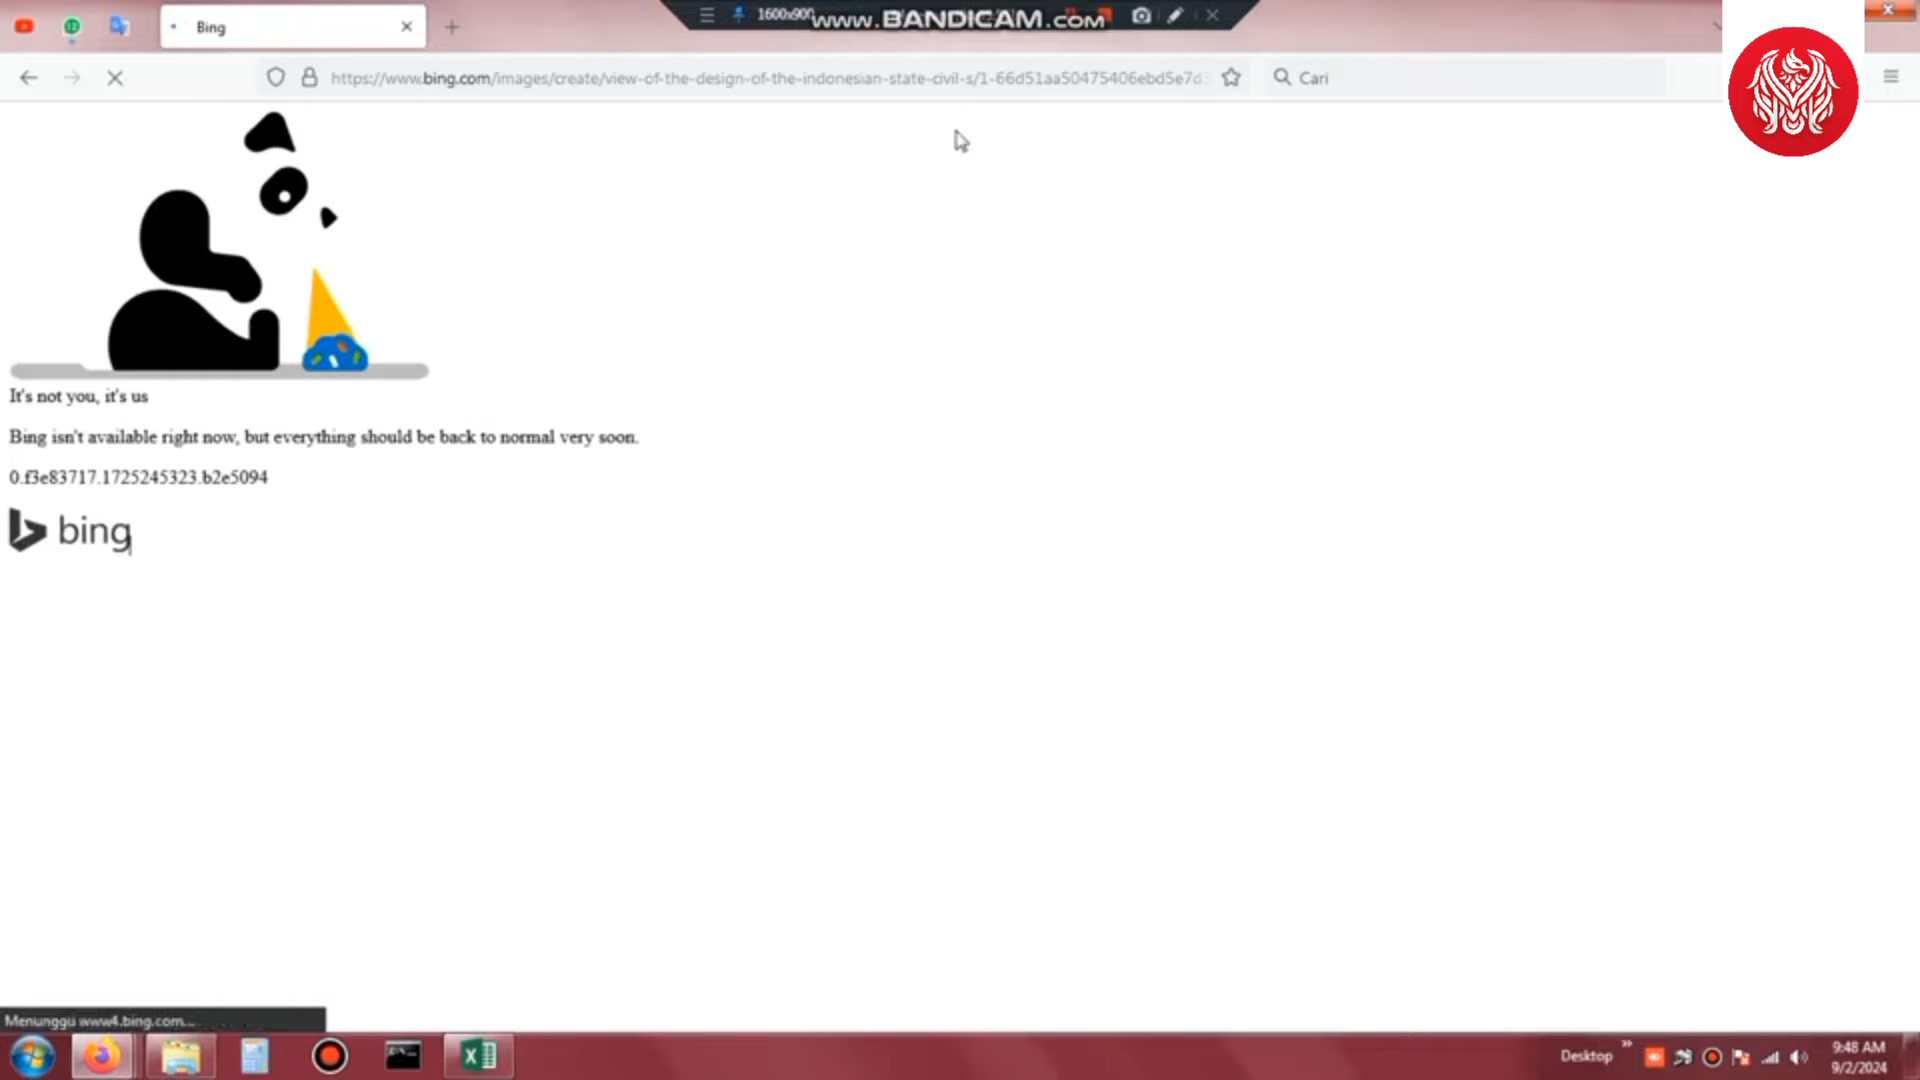 Bing
1600x900
www.BANDICAM.com
https://www.bing.com/images/create/view-of-the-design-of-the-indonesian-state-civil-s/1-66d51aa50475406ebd5e7d
Cari
It's not you, it's us
Bing isn't available right now, but everything should be back to normal very soon.
0.f3e83717.1725245323.b2e5094
bing
Menunggu www4.bing.com...
Desktop
9:48 AM
9/2/2024